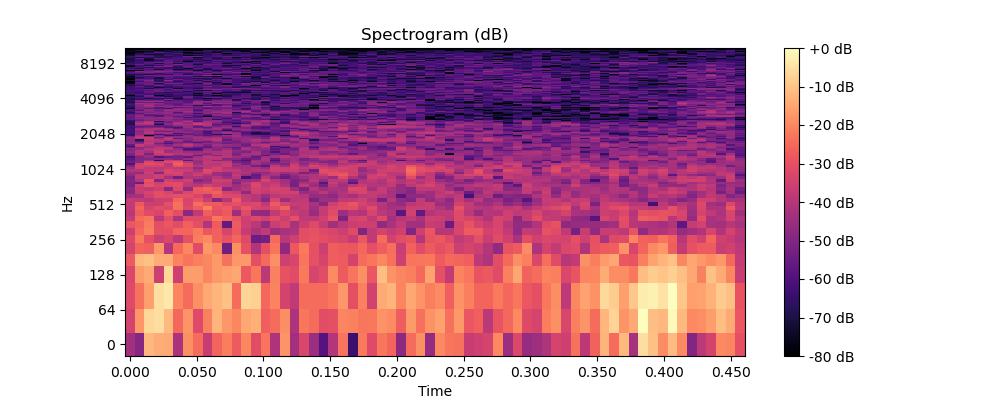 Spectrogram (dB)
Hz
8192
4096
2048
1024
512
256
128
64
0
0.000 0.050 0.100 0.150 0.200 0.250 0.300 0.350 0.400 0.450
Time
+0 dB
-10 dB
-20 dB
-30 dB
-40 dB
-50 dB
-60 dB
-70 dB
-80 dB